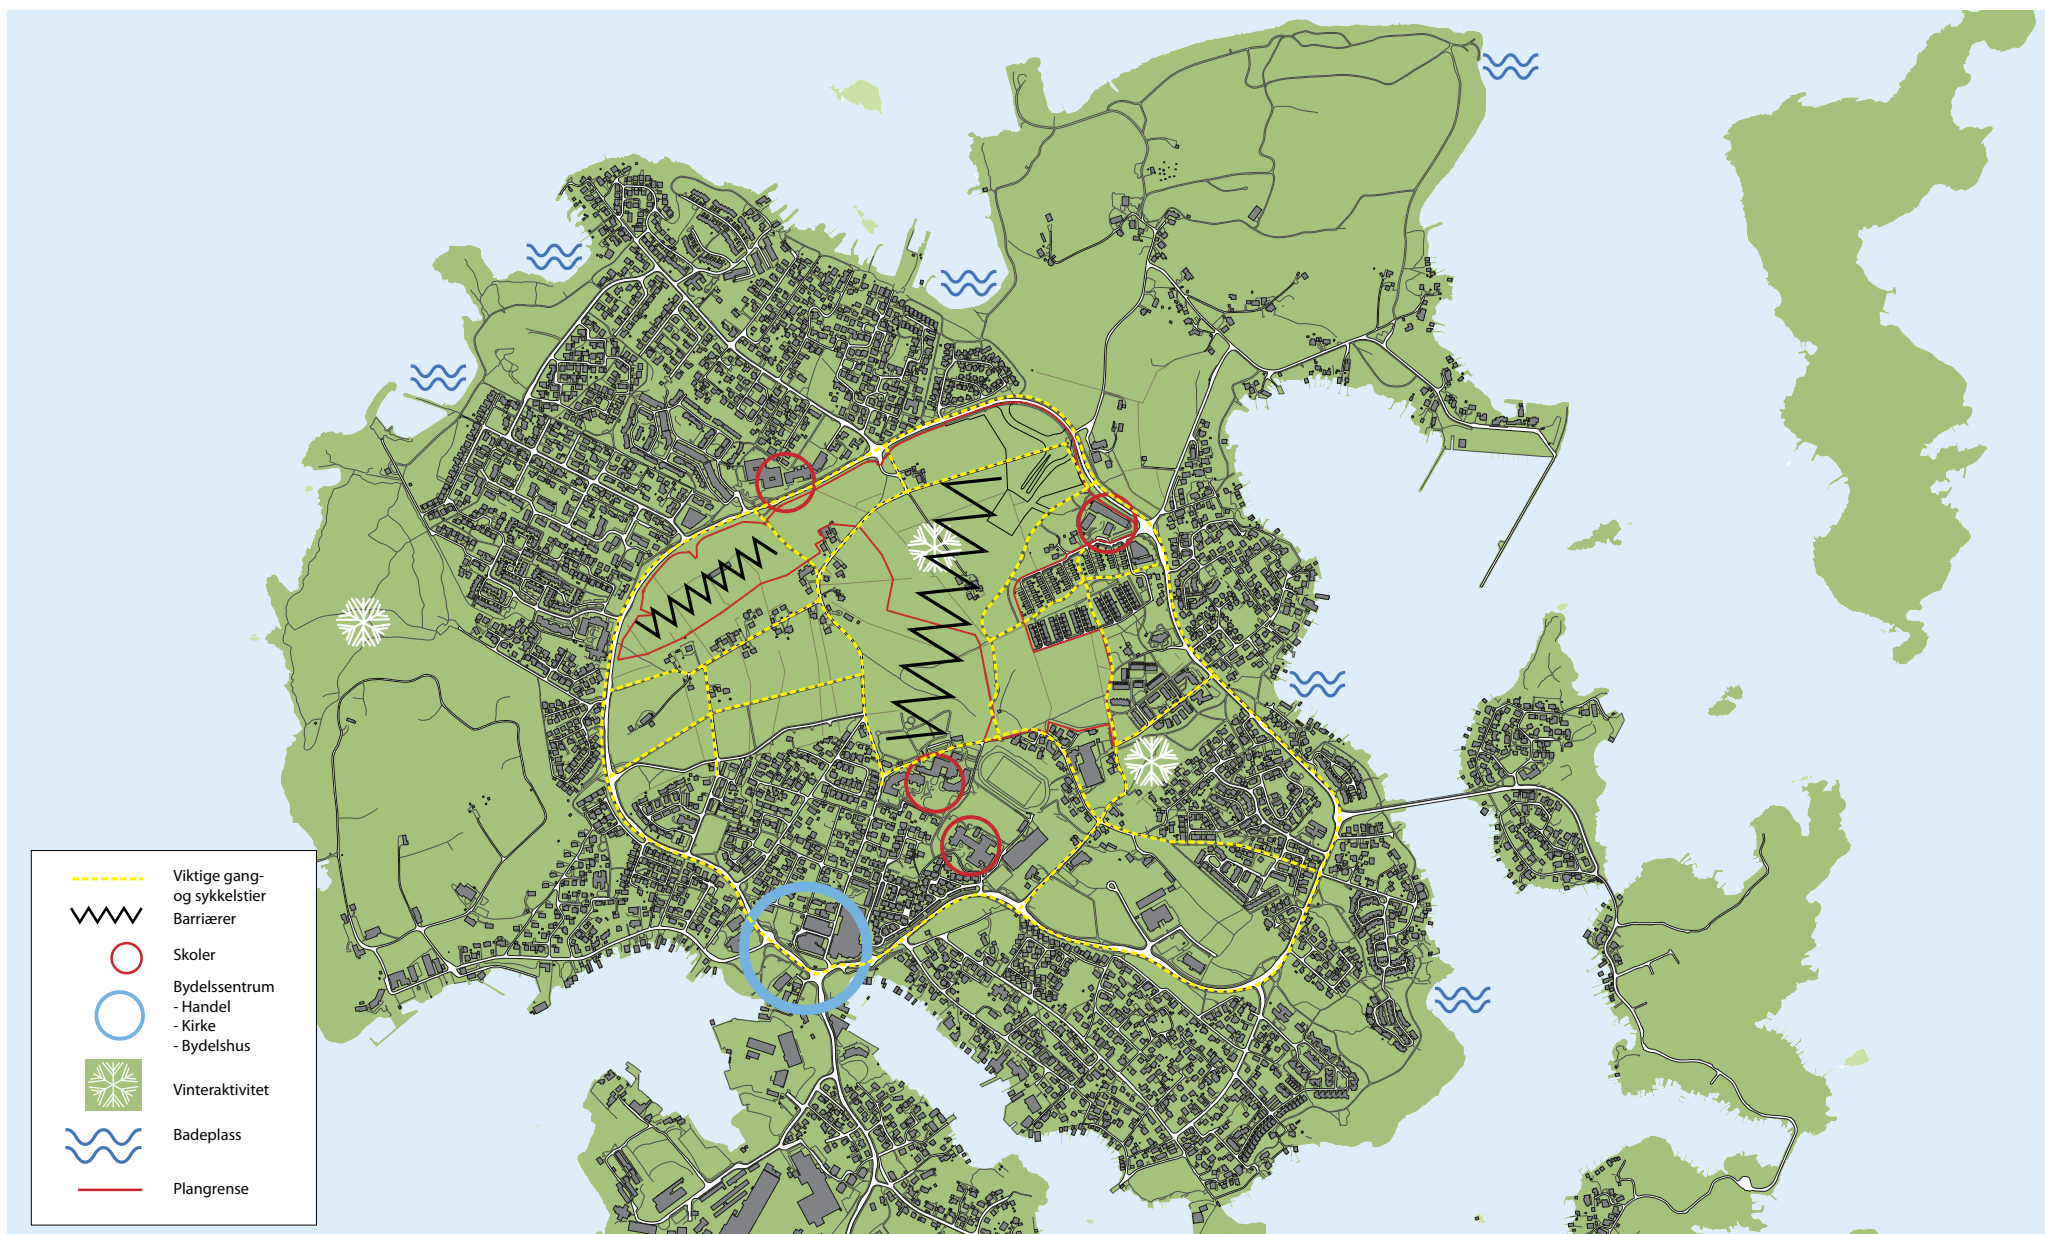 Viktige gang-
og sykkelstier
Barriærer
Skoler
Bydelssentrum
- Handel
- Kirke
- Bydelshus
Vinteraktivitet
Badeplass
Plangrense